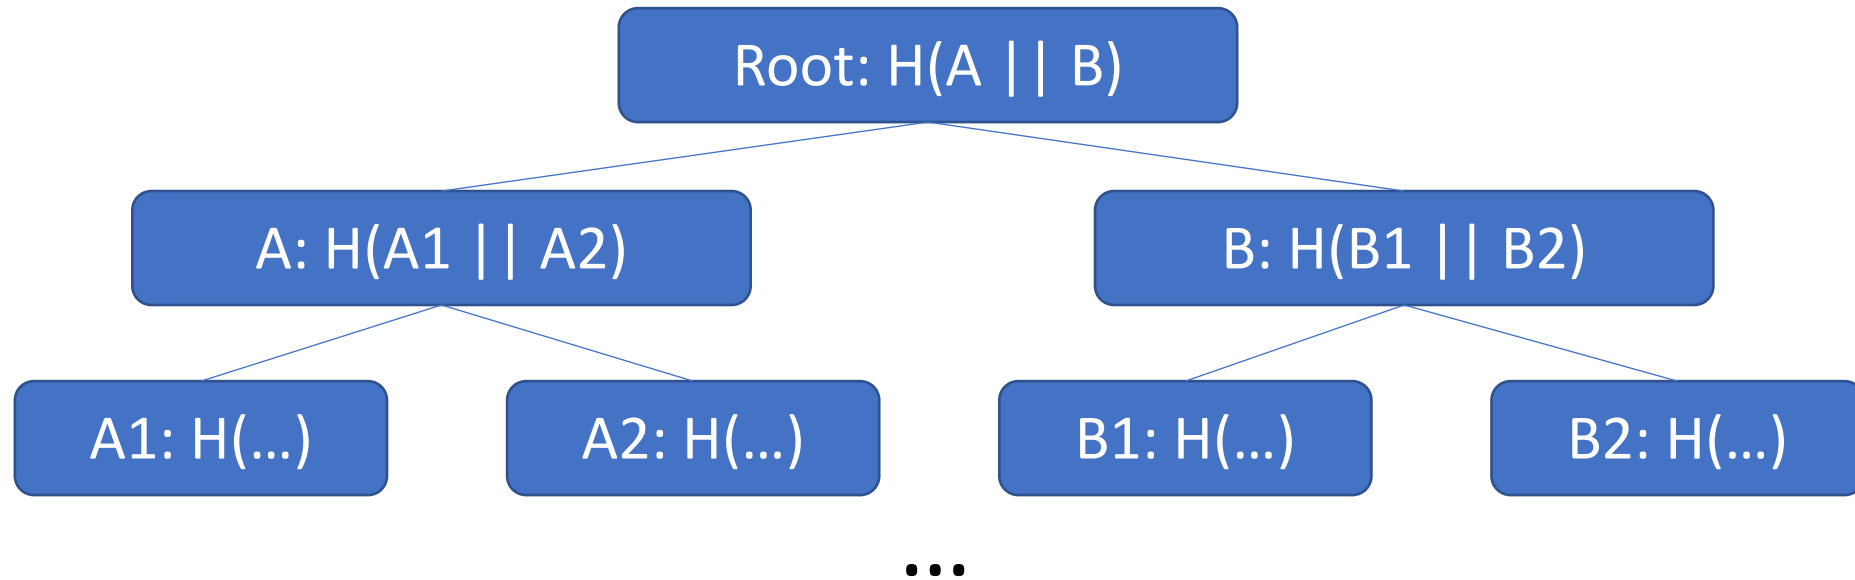 Root: H(A || B)
A: H(A1 || A2)
B: H(B1 || B2)
A1: H(...)
A2: H(...)
B1: H(...)
B2: H(...)
...